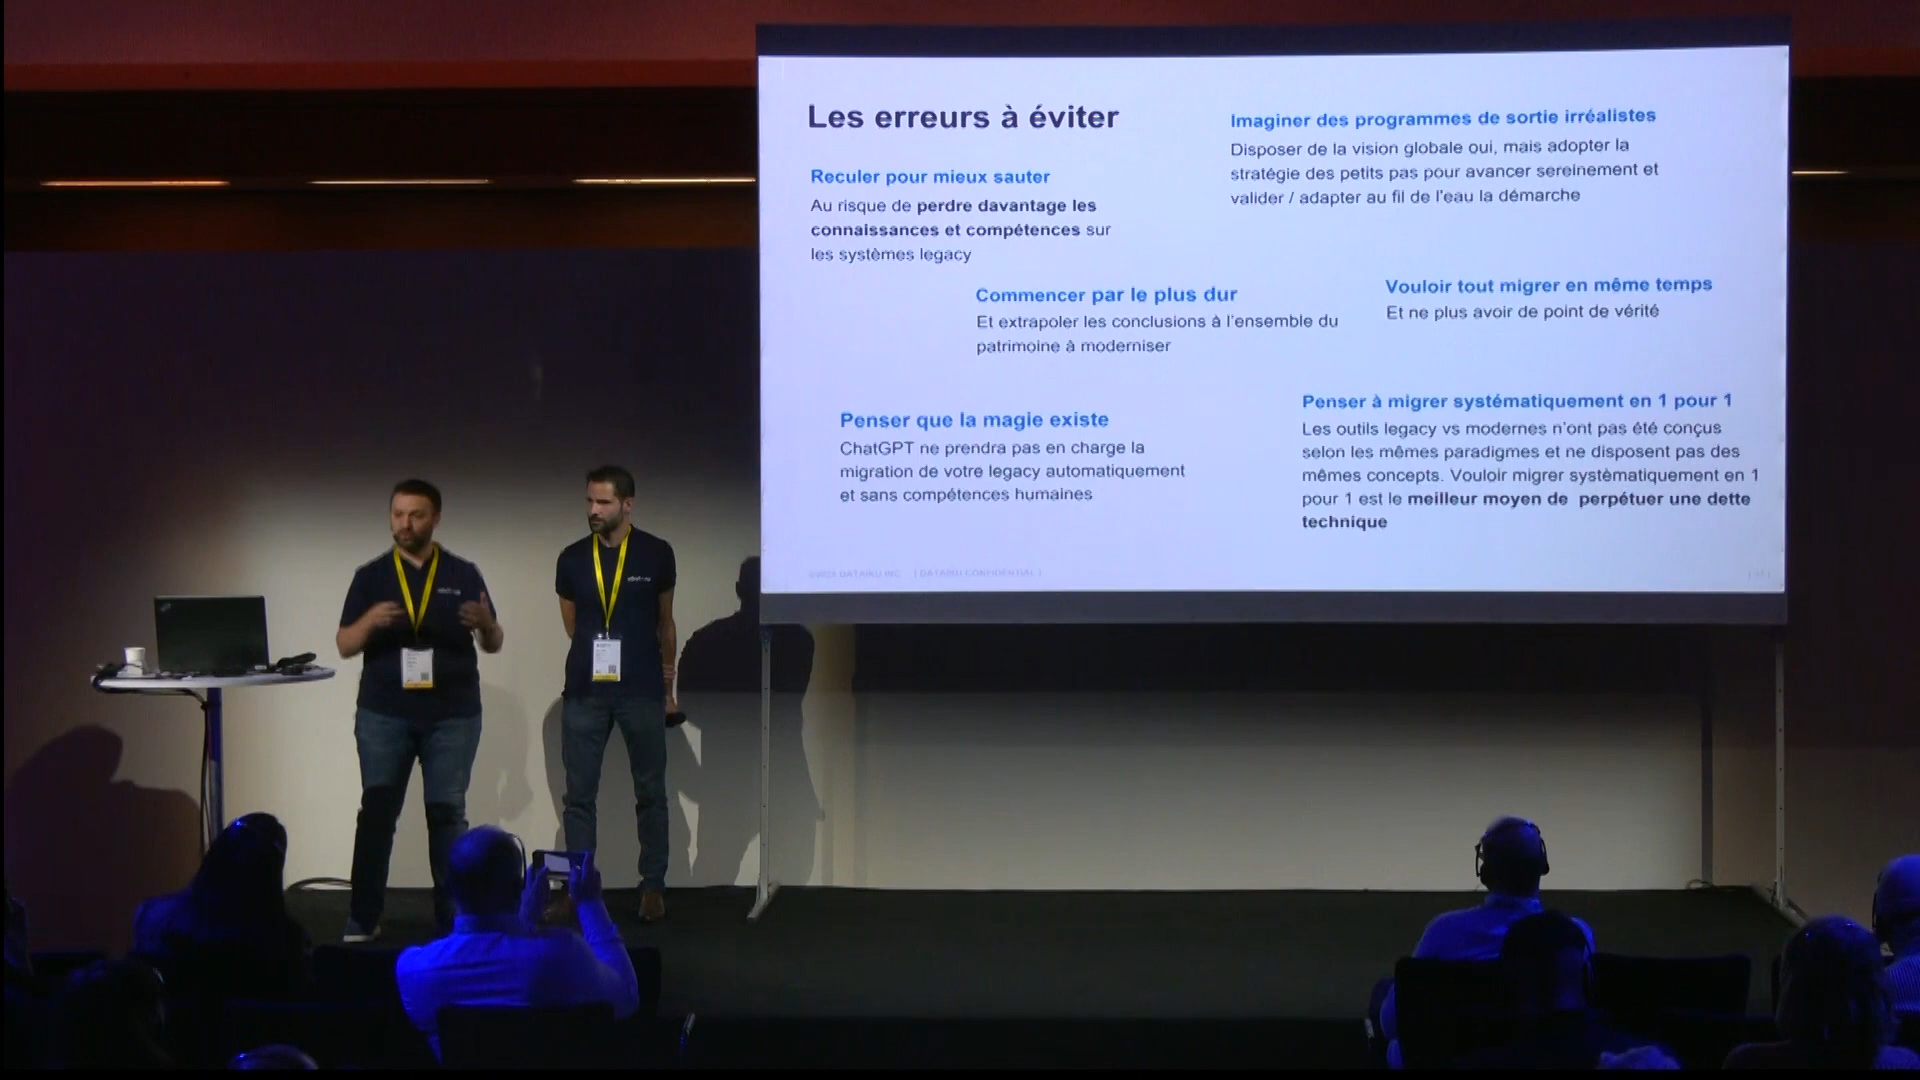 Les erreurs à éviter
Reculer pour mieux sauter
Au risque de perdre davantage les
connaissances et compétences sur
les systèmes legacy
Imaginer des programmes de sortie irréalistes
Disposer de la vision globale oui, mais adopter la
stratégie des petits pas pour avancer sereinement et
valider / adapter au fil de l'eau la démarche
Commencer par le plus dur
Et extrapoler les conclusions à l'ensemble du
patrimoine à moderniser
Vouloir tout migrer en même temps
Et ne plus avoir de point de vérité
Penser que la magie existe
ChatGPT ne prendra pas en charge la
migration de votre legacy automatiquement
et sans compétences humaines
Penser à migrer systématiquement en 1 pour 1
Les outils legacy vs modernes n'ont pas été conçus
selon les mêmes paradigmes et ne disposent pas des
mêmes concepts. Vouloir migrer systèmatiquement en 1
pour 1 est le meilleur moyen de perpétuer une dette
technique
DATAIKU INC. | DATAIKU CONFIDENTIAL |